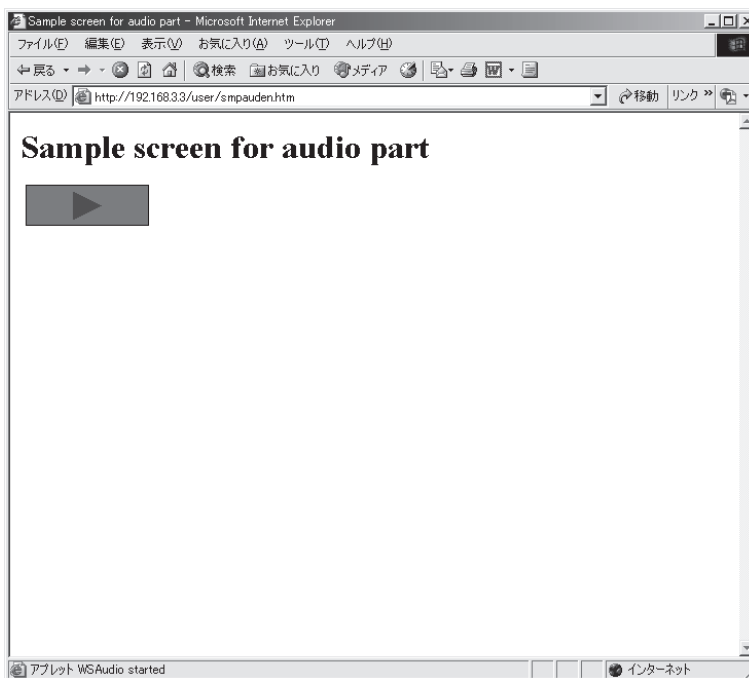 Sample screen for audio part - Microsoft Internet Explorer
ファイル(F) 編集(E) 表示(V) お気に入り(A) ツール(T) ヘルプ(H)
戻る 検索 お気に入り メディア
アドレス(D) http://192.168.3.3/user/smpauden.htm 移動 リンク »
Sample screen for audio part
アプレット WSAudio started インターネット